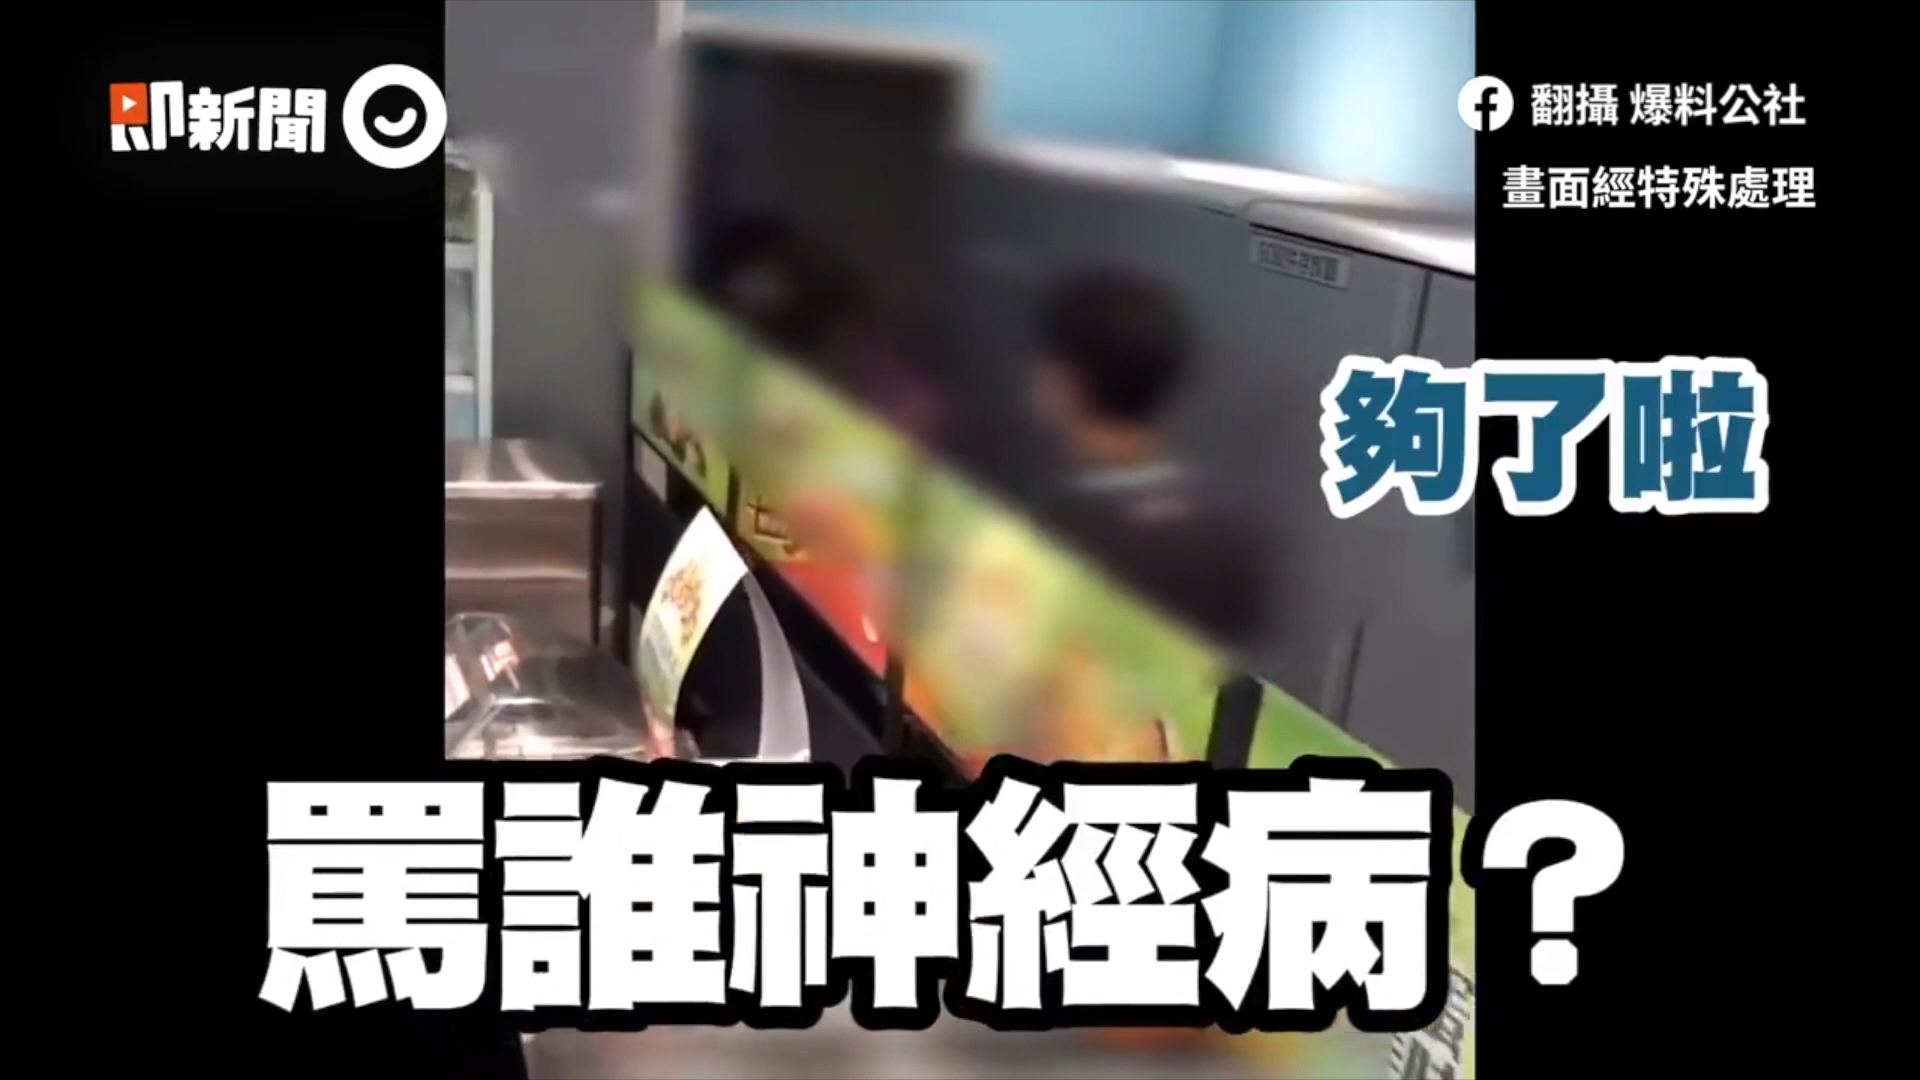 即新聞
翻攝 爆料公社
畫面經特殊處理
夠了啦
罵誰神經病?